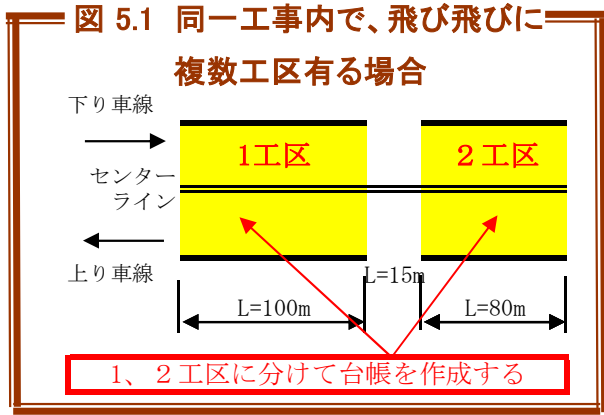 図 5.1 同一工事内で、飛び飛びに
複数工区有る場合
下り車線
1工区
２工区
センター
ライン
上り車線
L=15m
L=100m
L=80m
1、２工区に分けて台帳を作成する